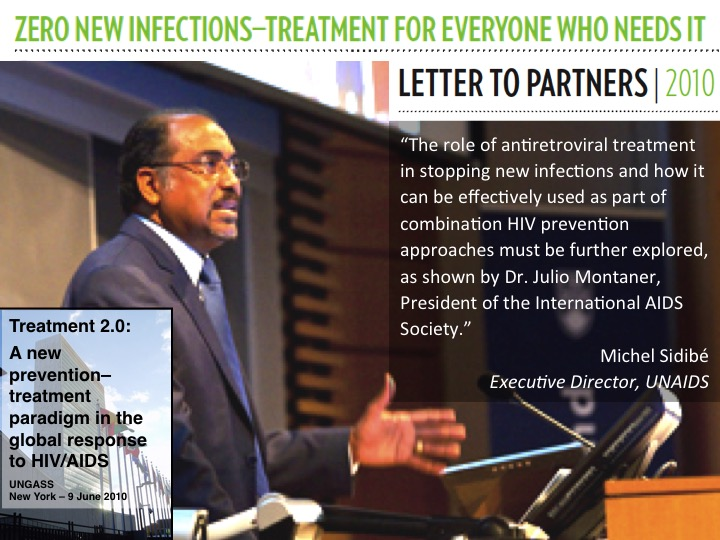 ZERO NEW INFECTIONS–TREATMENT FOR EVERYONE WHO NEEDS IT
LETTER TO PARTNERS | 2010
“The role of antiretroviral treatment
in stopping new infections and how it
can be effectively used as part of
combination HIV prevention
approaches must be further explored,
as shown by Dr. Julio Montaner,
President of the International AIDS
Society.”
Michel Sidibé
Executive Director, UNAIDS
Treatment 2.0:
A new
prevention–
treatment
paradigm in the
global response
to HIV/AIDS
UNGASS
New York – 9 June 2010